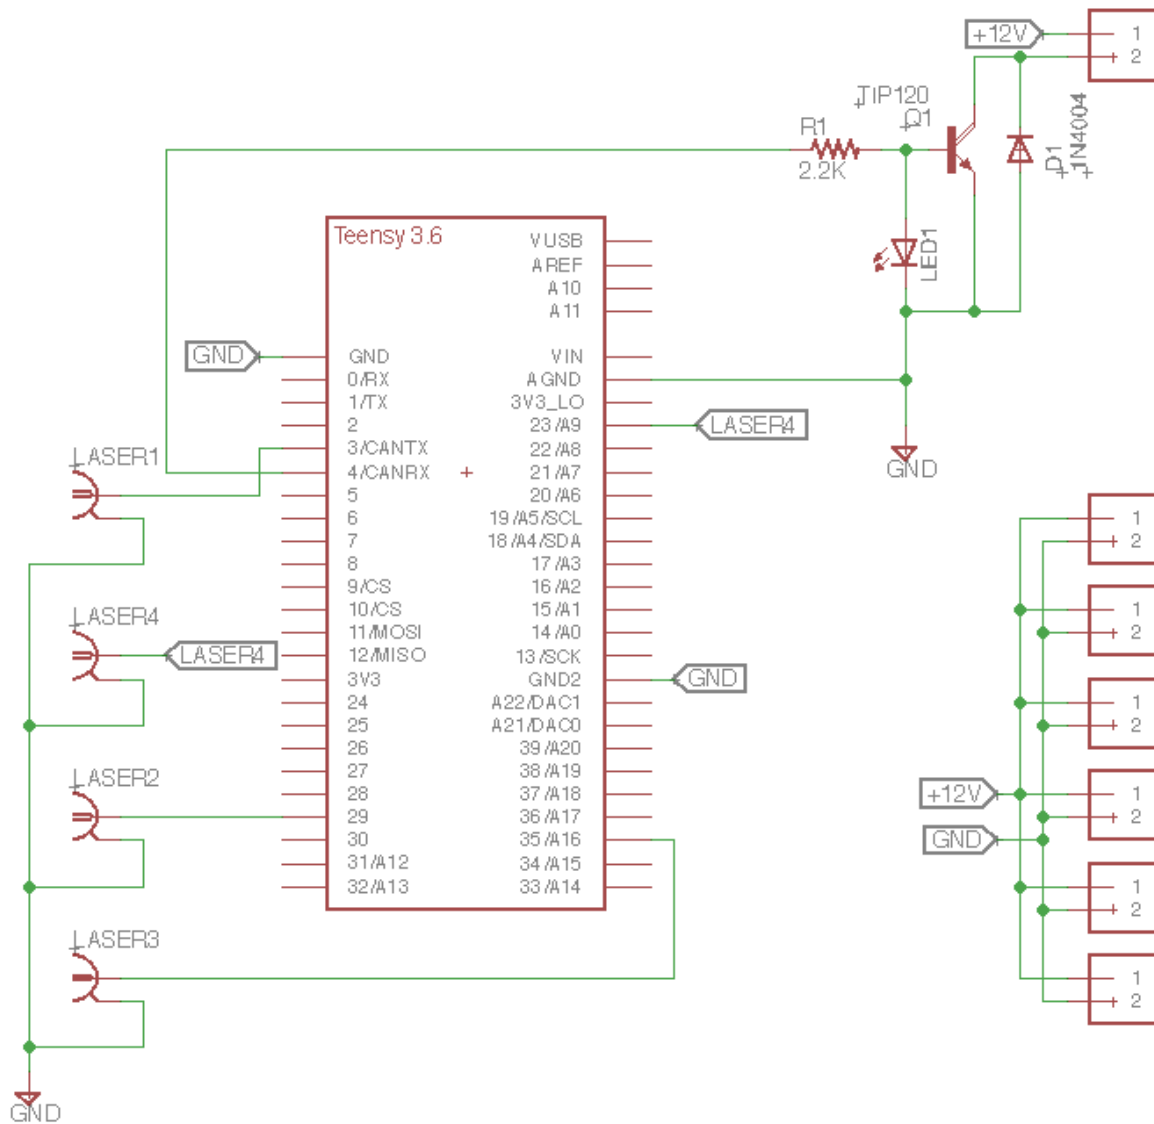 +12V
1
2
TIP120
Q1
R1
2.2K
D1
1N4004
LED1
GND
Teensy 3.6
VUSB
AREF
A10
A11
GND
GND VIN
0/RX AGND
1/TX 3V3_LO
2 23/A9
LASER4
3/CANTX 22/A8
4/CANRX 21/A7
5 20/A6
6 19/A5/SCL
7 18/A4/SDA
8 17/A3
9/CS 16/A2
10/CS 15/A1
11/MOSI 14/A0
12/MISO 13/SCK
3V3 GND2
GND
24 A22/DAC1
25 A21/DAC0
26 39/A20
27 38/A19
28 37/A18
29 36/A17
30 35/A16
31/A12 34/A15
32/A13 33/A14
LASER1
LASER4
LASER4
LASER2
LASER3
GND
1
2
1
2
1
2
+12V
1
2
GND
1
2
1
2